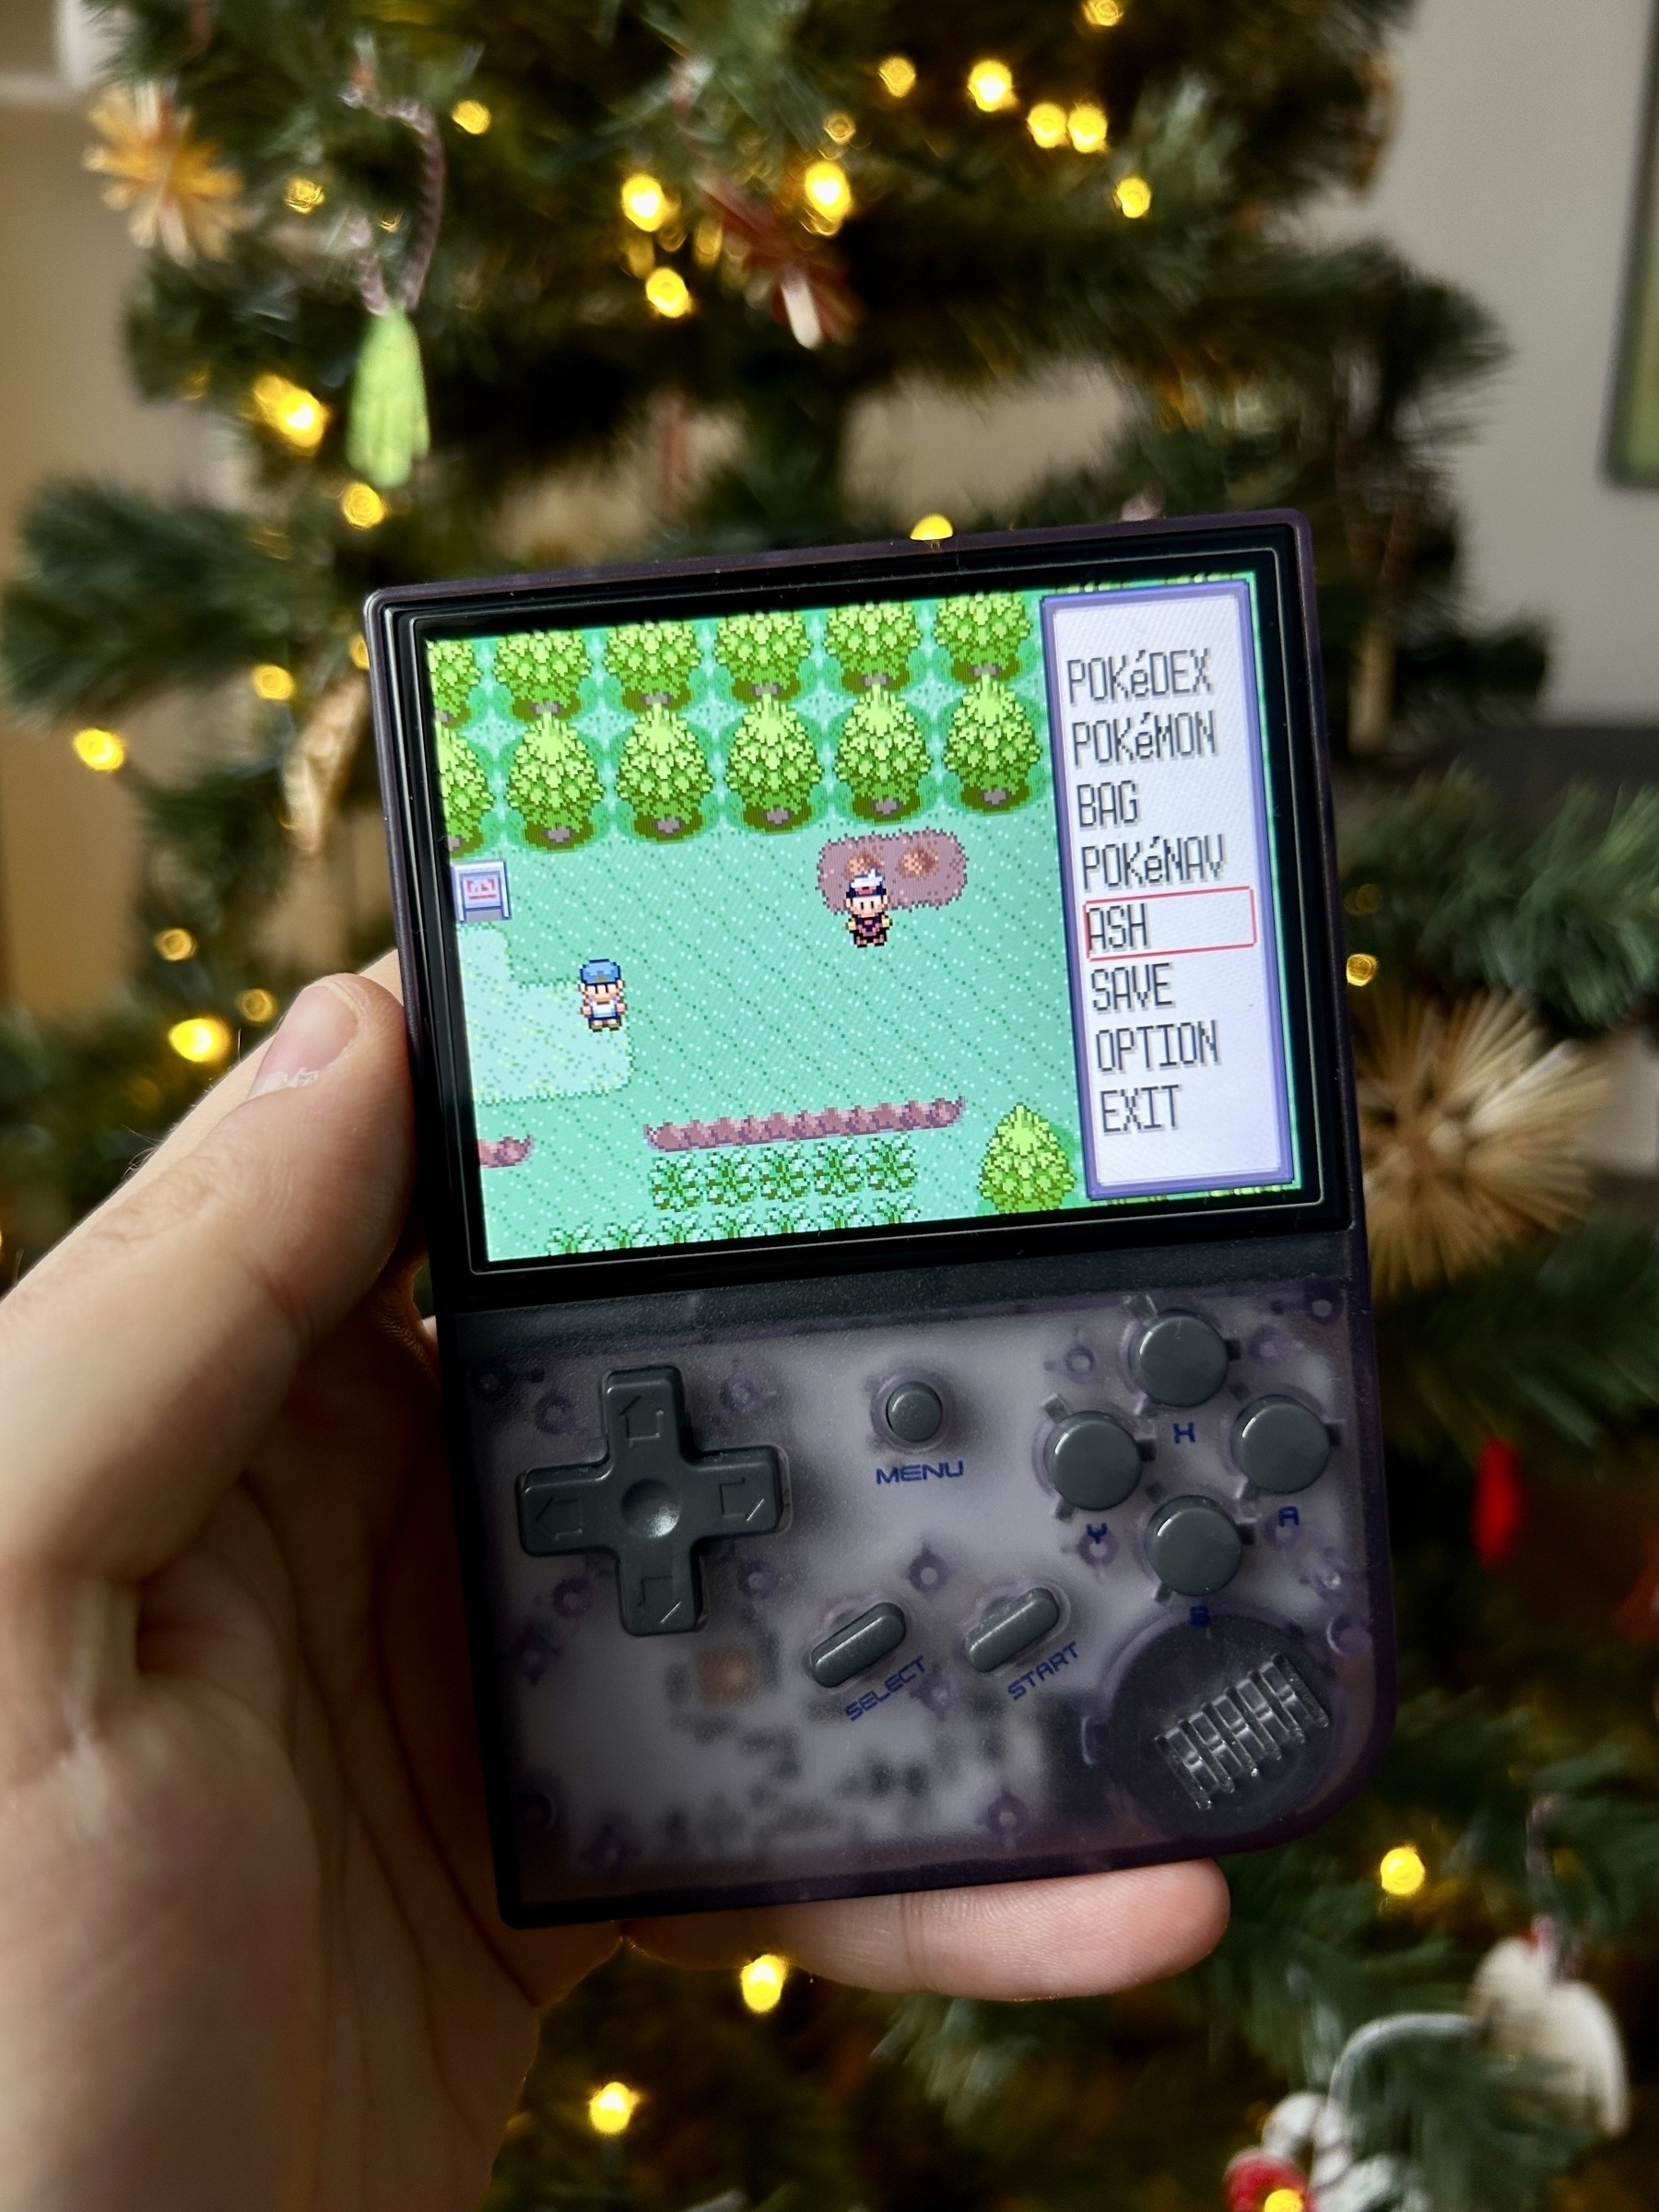 POKéDEX
POKéMON
BAG
POKéNAV
ASH
SAVE
OPTION
EXIT
MENU
X
Y
A
B
SELECT
START